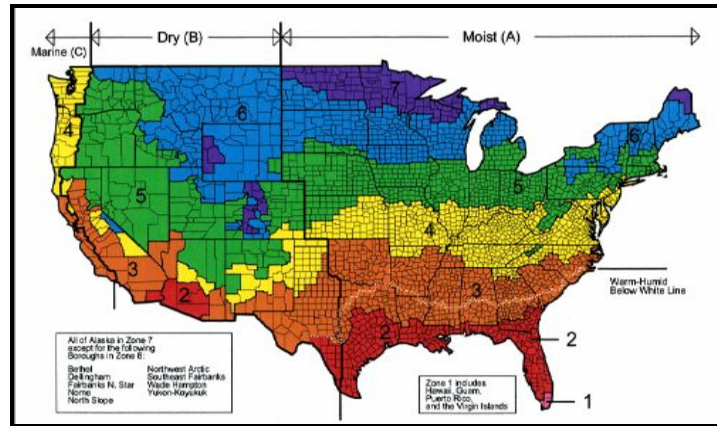 Marine (C)
Dry (B)
Moist (A)
7
6
6
4
5
5
4
3
3
2
2
Warm-Humid
Below White Line
2
1
All of Alaska in Zone 7
except for the following
Boroughs in Zone 8:
Bethel
Dellingham
Fairbanks N. Star
Nome
North Slope
Northwest Arctic
Southeast Fairbanks
Wade Hampton
Yukon-Koyukuk
Zone 1 includes
Hawaii, Guam,
Puerto Rico,
and the Virgin Islands